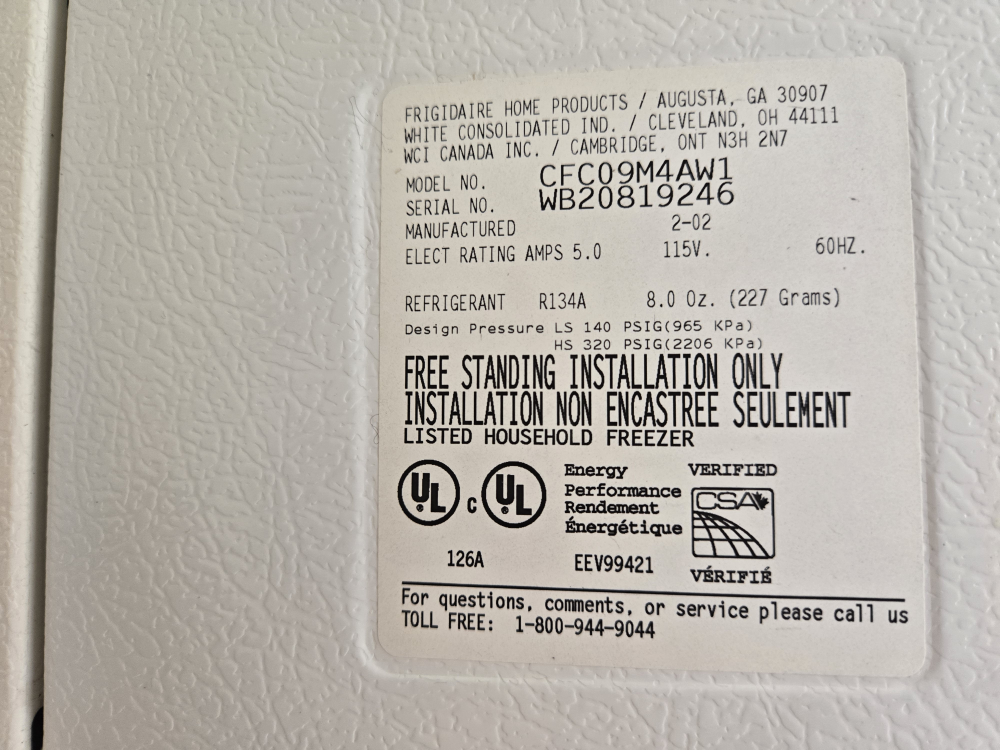 FRIGIDAIRE HOME PRODUCTS / AUGUSTA, GA 30907
WHITE CONSOLIDATED IND. / CLEVELAND, OH 44111
WCI CANADA INC. / CAMBRIDGE, ONT N3H 2N7
MODEL NO. CFC09M4AW1
SERIAL NO. WB20819246
MANUFACTURED 2-02
ELECT RATING AMPS 5.0 115V. 60HZ.
REFRIGERANT R134A 8.0 Oz. (227 Grams)
Design Pressure LS 140 PSIG(965 KPa)
HS 320 PSIG(2206 KPa)
FREE STANDING INSTALLATION ONLY
INSTALLATION NON ENCASTREE SEULEMENT
LISTED HOUSEHOLD FREEZER
UL c UL
126A
Energy
Performance
Rendement
Énergétique
EEV99421
VERIFIED
CSA
VÉRIFIÉ
For questions, comments, or service please call us
TOLL FREE: 1-800-944-9044